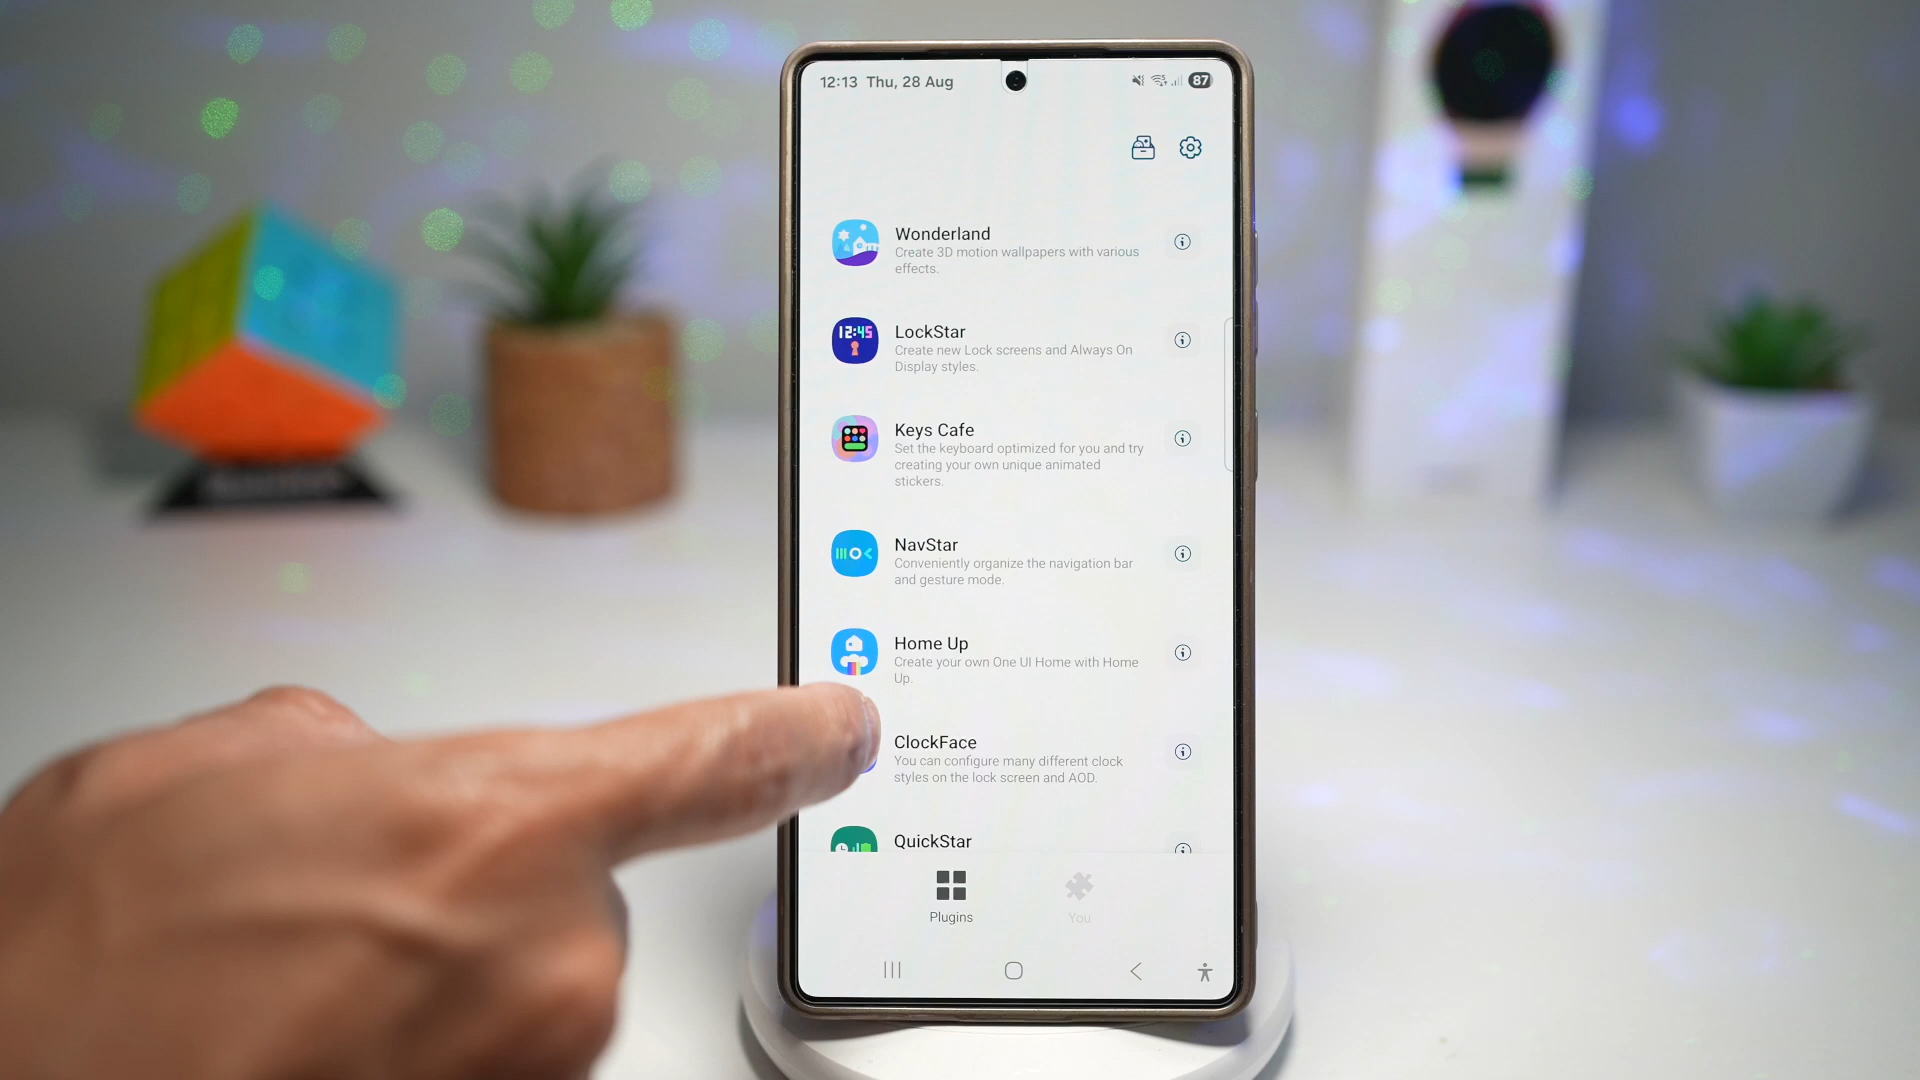 12:13 Thu, 28 Aug
87
Wonderland
Create 3D motion wallpapers with various
effects.
12:45
LockStar
Create new Lock screens and Always On
Display styles.
Keys Cafe
Set the keyboard optimized for you and try
creating your own unique animated
stickers.
NavStar
Conveniently organize the navigation bar
and gesture mode.
Home Up
Create your own One UI Home with Home
Up.
ClockFace
You can configure many different clock
styles on the lock screen and AOD.
QuickStar
Plugins
You